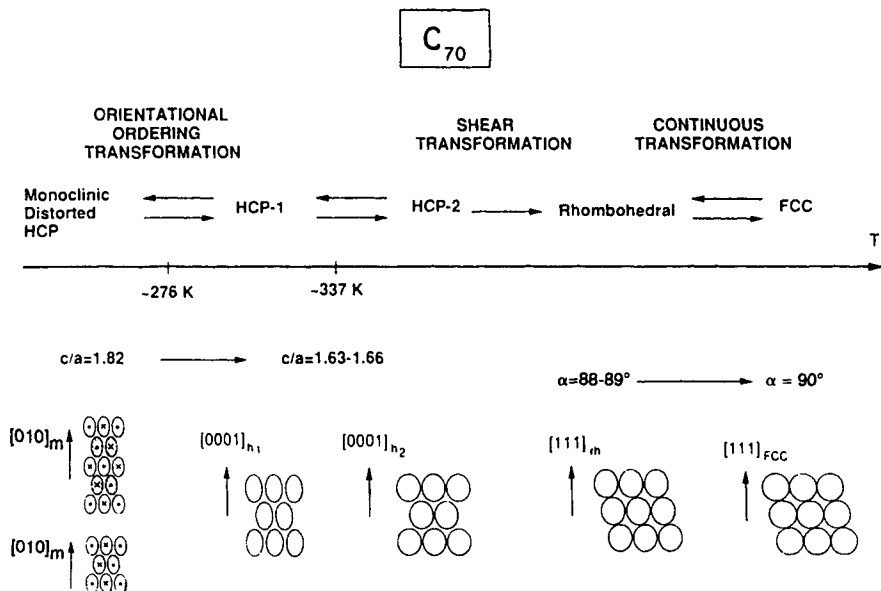 C70
ORIENTATIONAL
ORDERING
TRANSFORMATION
SHEAR
TRANSFORMATION
CONTINUOUS
TRANSFORMATION
Monoclinic
Distorted
HCP
HCP-1
HCP-2
Rhombohedral
FCC
T
~276 K
~337 K
c/a=1.82
c/a=1.63-1.66
α=88-89°
α = 90°
[010]m
[0001]h1
[0001]h2
[111]rh
[111]FCC
[010]m